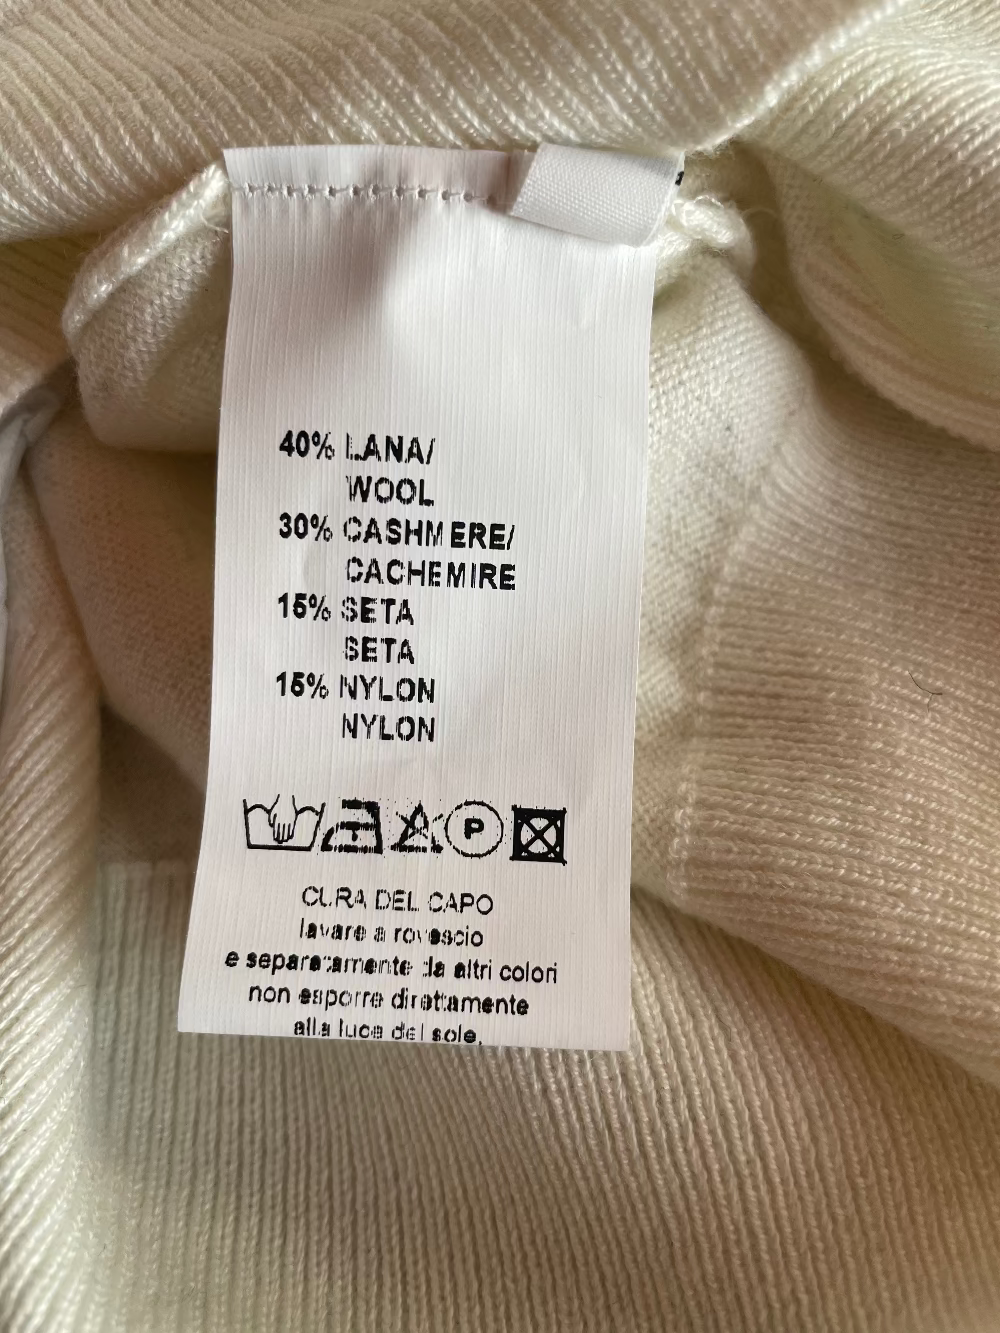 40% LANA/
WOOL
30% CASHMERE/
CACHEMIRE
15% SETA
SETA
15% NYLON
NYLON
P
CURA DEL CAPO
lavare a rovescio
e separatamente da altri colori
non esporre direttamente
alla luce del sole,